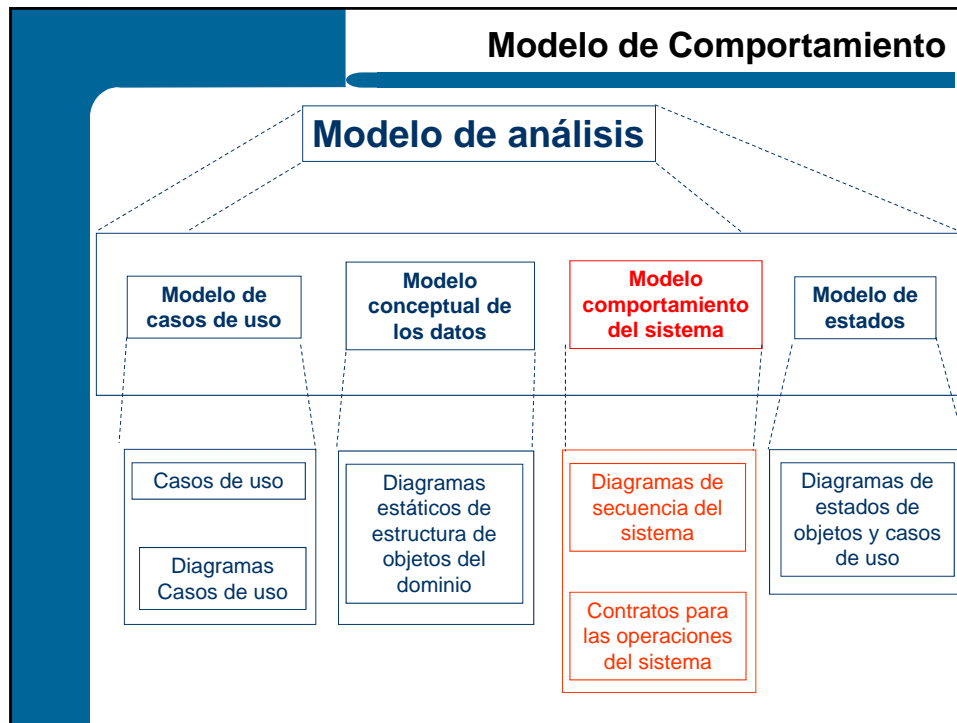 Modelo de Comportamiento
Modelo de análisis
Modelo de
casos de uso
Modelo
conceptual de
los datos
Modelo
comportamiento
del sistema
Modelo de
estados
Casos de uso
Diagramas
Casos de uso
Diagramas
estáticos de
estructura de
objetos del
dominio
Diagramas de
secuencia del
sistema
Contratos para
las operaciones
del sistema
Diagramas de
estados de
objetos y casos
de uso